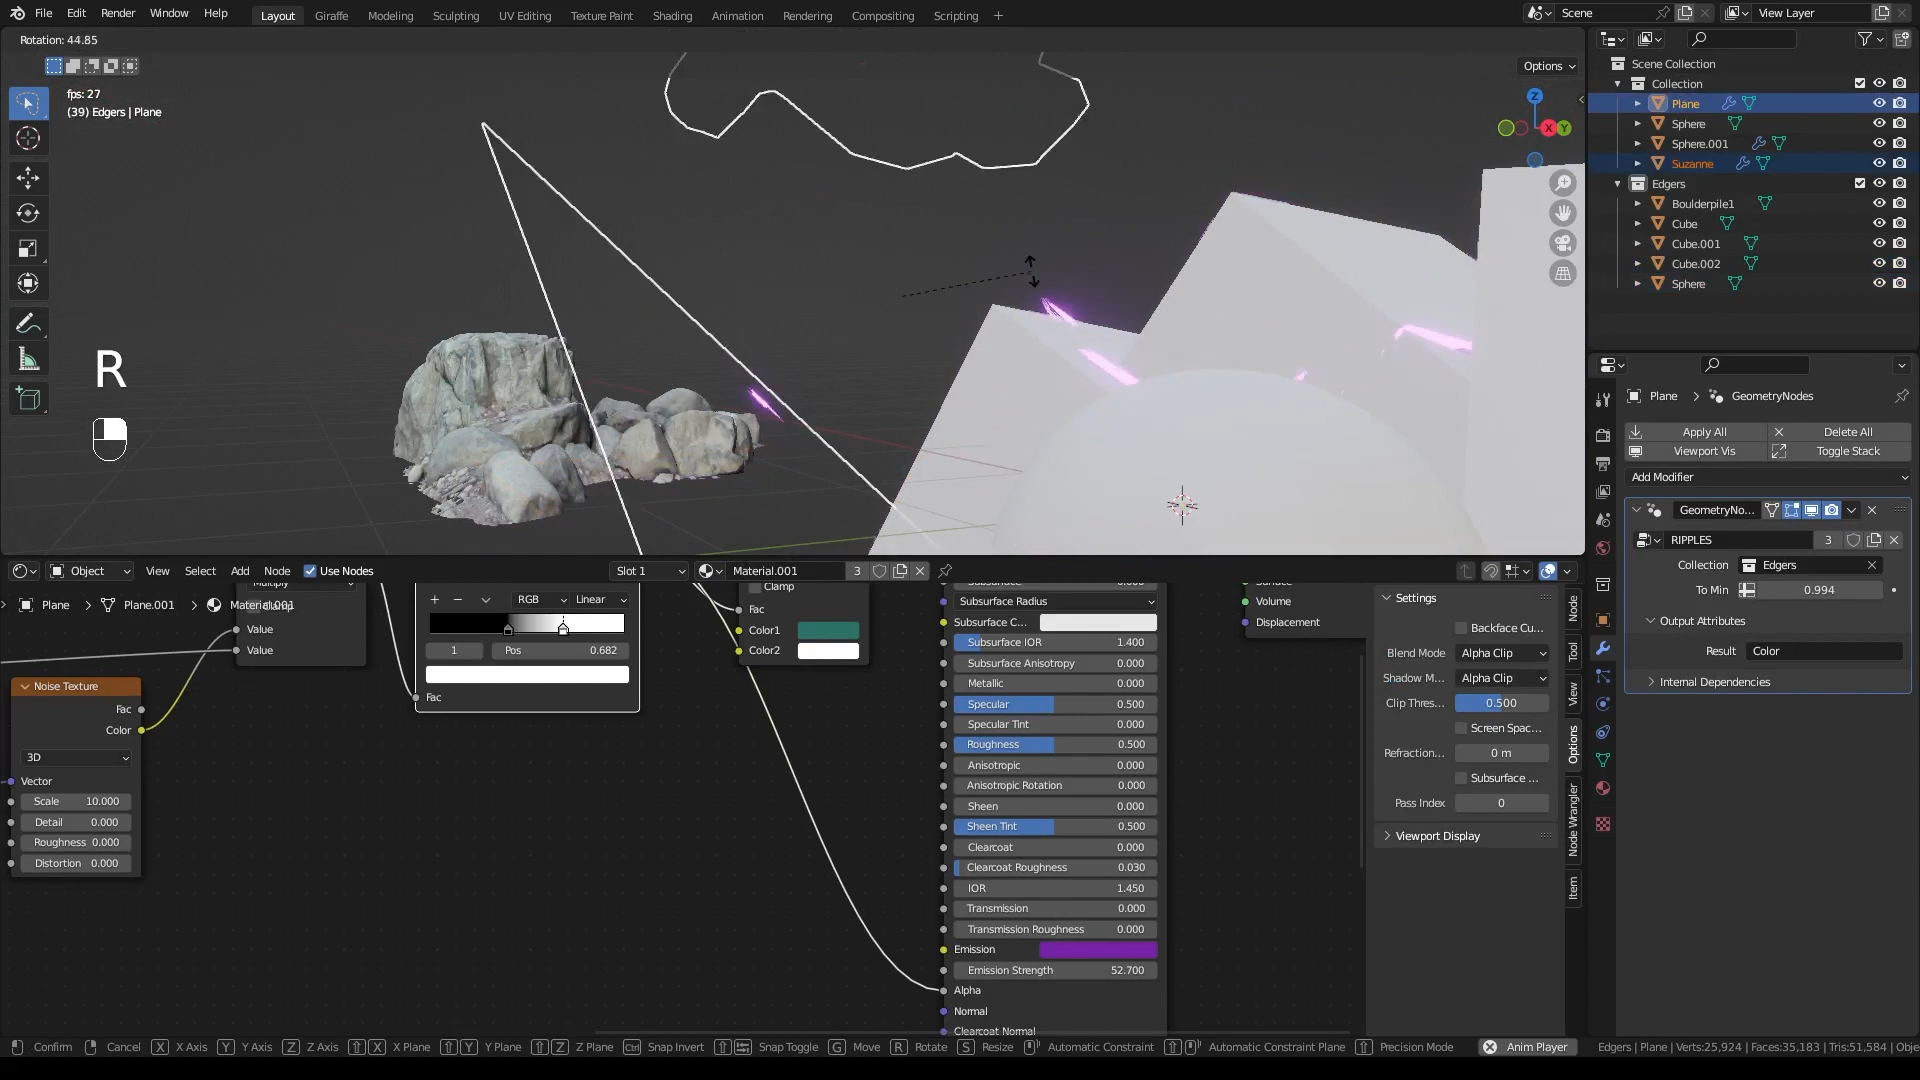 File Edit Render Window Help Layout Giraffe Modeling Sculpting UV Editing Texture Paint Shading Animation Rendering Compositing Scripting + Scene View Layer
Rotation: 44.85
Options
fps: 27
(39) Edgers | Plane
Z
X
Y
R
Scene Collection
Collection
Plane
Sphere
Sphere.001
Suzanne
Edgers
Boulderpile1
Cube
Cube.001
Cube.002
Sphere
Plane > GeometryNodes
Apply All Delete All
Viewport Vis Toggle Stack
Add Modifier
GeometryNo...
RIPPLES 3
Collection Edgers
To Min 0.994
Output Attributes
Result Color
Internal Dependencies
Object View Select Add Node Use Nodes Slot 1 Material.001 3
Plane > Plane.001 > Material.001
Value
Value
Noise Texture
Fac
Color
3D
Vector
Scale 10.000
Detail 0.000
Roughness 0.000
Distortion 0.000
+ − RGB Linear
1 Pos 0.682
Fac
Clamp
Fac
Color1
Color2
Subsurface Radius
Subsurface C...
Subsurface IOR 1.400
Subsurface Anisotropy 0.000
Metallic 0.000
Specular 0.500
Specular Tint 0.000
Roughness 0.500
Anisotropic 0.000
Anisotropic Rotation 0.000
Sheen 0.000
Sheen Tint 0.500
Clearcoat 0.000
Clearcoat Roughness 0.030
IOR 1.450
Transmission 0.000
Transmission Roughness 0.000
Emission
Emission Strength 52.700
Alpha
Normal
Clearcoat Normal
Volume
Displacement
Settings
Backface Cu...
Blend Mode Alpha Clip
Shadow M... Alpha Clip
Clip Thres... 0.500
Screen Spac...
Refraction... 0 m
Subsurface ...
Pass Index 0
Viewport Display
Node
Tool
View
Options
Node Wrangler
Item
Confirm Cancel X X Axis Y Y Axis Z Z Axis X X Plane Y Y Plane Z Z Plane Ctrl Snap Invert Snap Toggle G Move R Rotate S Resize Automatic Constraint Automatic Constraint Plane Precision Mode Anim Player Edgers | Plane | Verts:25,924 | Faces:35,183 | Tris:51,584 | Obje